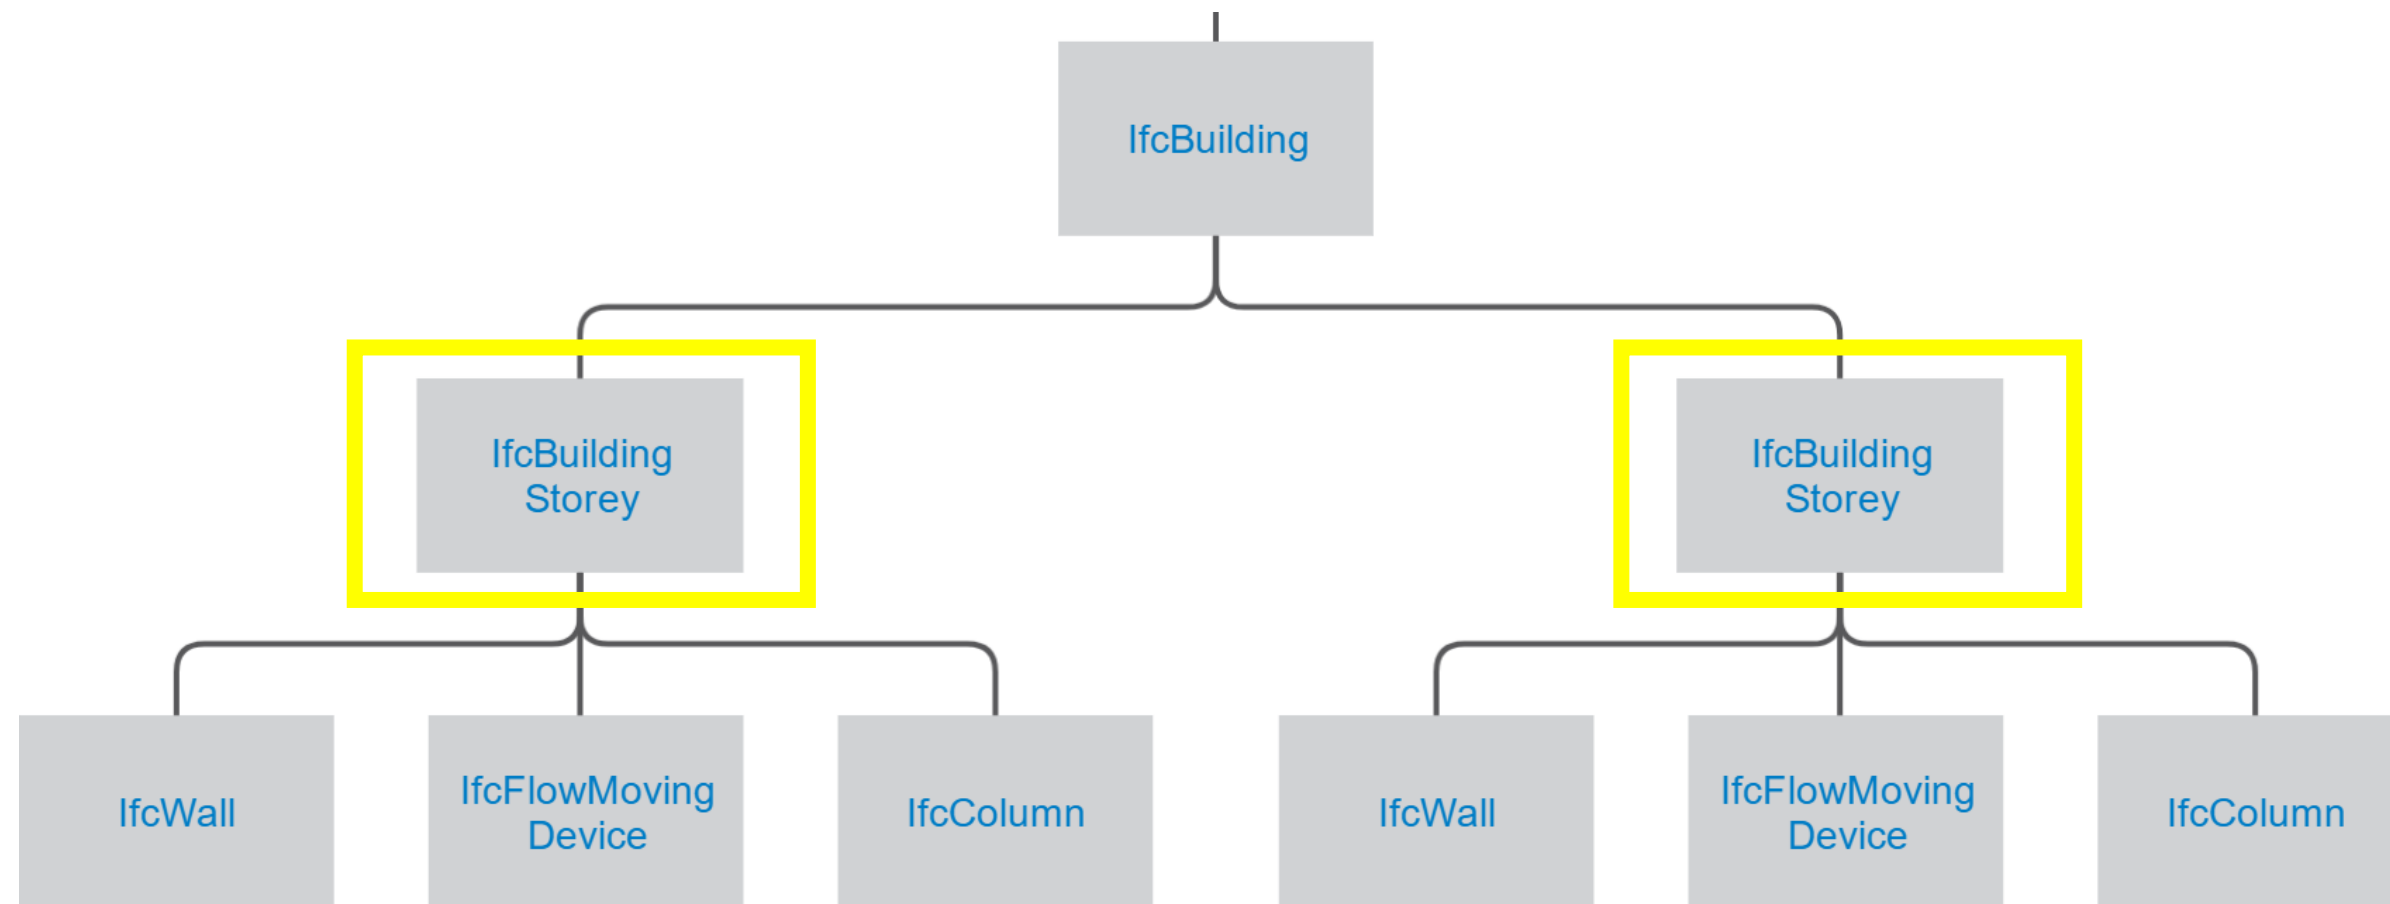 IfcBuilding
IfcBuilding
Storey
IfcBuilding
Storey
IfcWall
IfcFlowMoving
Device
IfcColumn
IfcWall
IfcFlowMoving
Device
IfcColumn